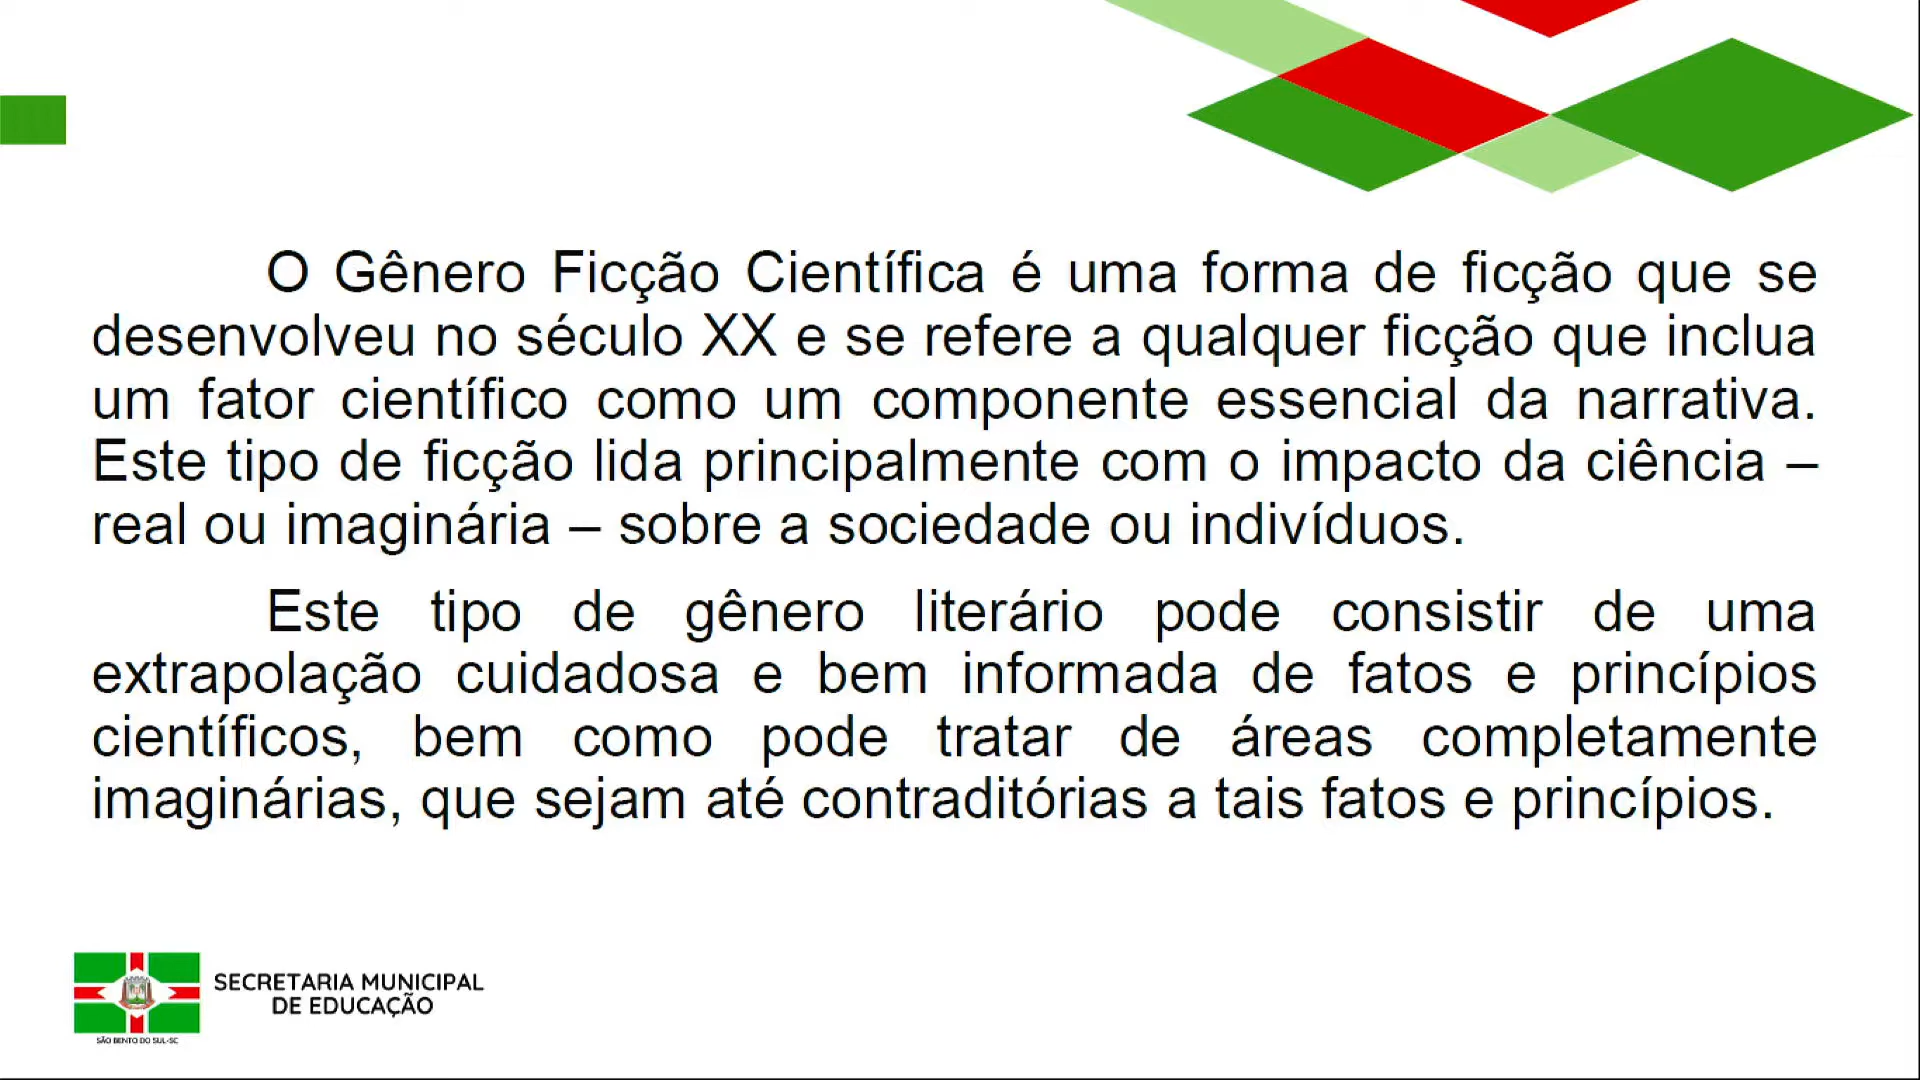 O Gênero Ficção Científica é uma forma de ficção que se
desenvolveu no século XX e se refere a qualquer ficção que inclua
um fator científico como um componente essencial da narrativa.
Este tipo de ficção lida principalmente com o impacto da ciência –
real ou imaginária – sobre a sociedade ou indivíduos.
Este tipo de gênero literário pode consistir de uma
extrapolação cuidadosa e bem informada de fatos e princípios
científicos, bem como pode tratar de áreas completamente
imaginárias, que sejam até contraditórias a tais fatos e princípios.
SECRETARIA MUNICIPAL
DE EDUCAÇÃO
SÃO BENTO DO SUL-SC